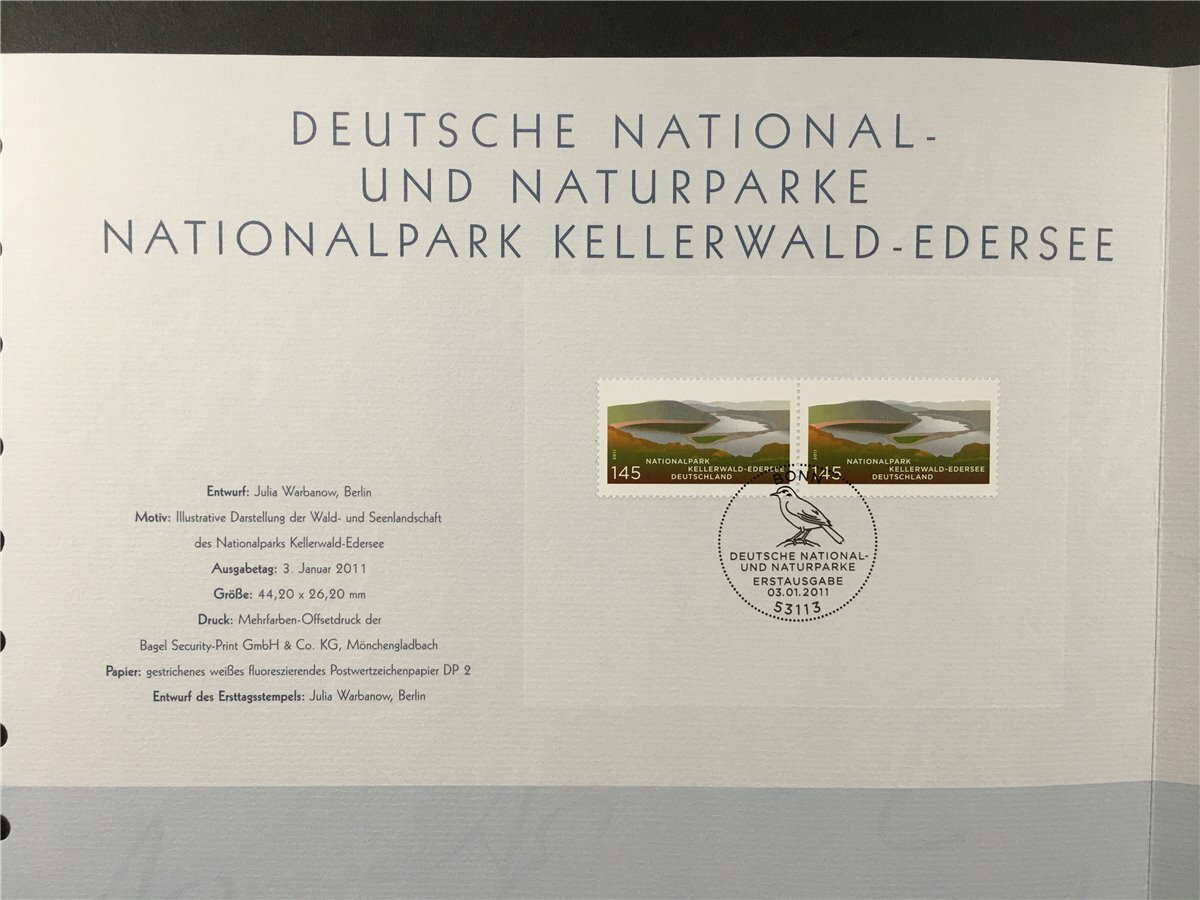 DEUTSCHE NATIONAL-
UND NATURPARKE
NATIONALPARK KELLERWALD-EDERSEE
Entwurf: Julia Warbanow, Berlin
Motiv: Illustrative Darstellung der Wald- und Seenlandschaft
des Nationalparks Kellerwald-Edersee
Ausgabetag: 3. Januar 2011
Größe: 44,20 x 26,20 mm
Druck: Mehrfarben-Offsetdruck der
Bagel Security-Print GmbH & Co. KG, Mönchengladbach
Papier: gestrichenes weißes fluoreszierendes Postwertzeichenpapier DP 2
Entwurf des Ersttagsstempels: Julia Warbanow, Berlin
2011
145
NATIONALPARK
KELLERWALD-EDERSEE
DEUTSCHLAND
2011
145
NATIONALPARK
KELLERWALD-EDERSEE
DEUTSCHLAND
BONN
DEUTSCHE NATIONAL-
UND NATURPARKE
ERSTAUSGABE
03.01.2011
53113